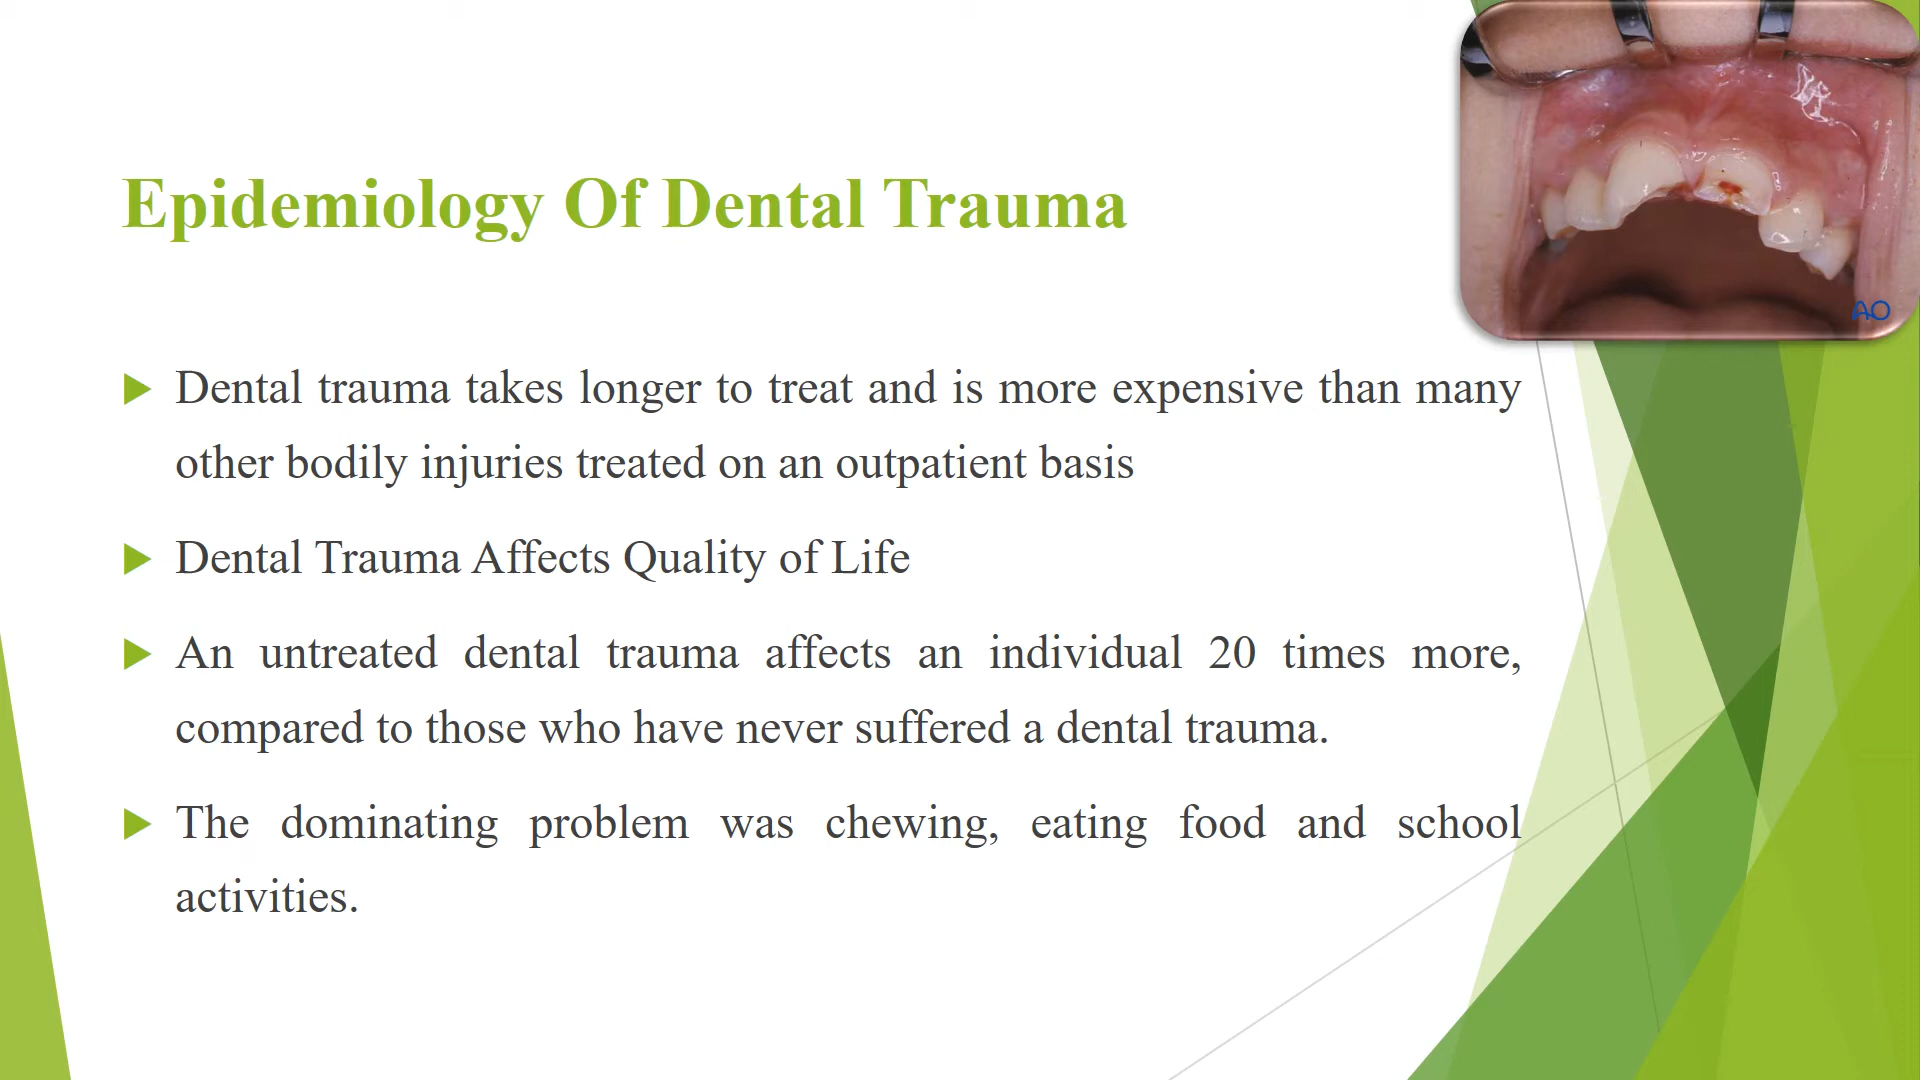 Epidemiology Of Dental Trauma
Dental trauma takes longer to treat and is more expensive than many
other bodily injuries treated on an outpatient basis
Dental Trauma Affects Quality of Life
An untreated dental trauma affects an individual 20 times more,
compared to those who have never suffered a dental trauma.
The dominating problem was chewing, eating food and school
activities.
AO